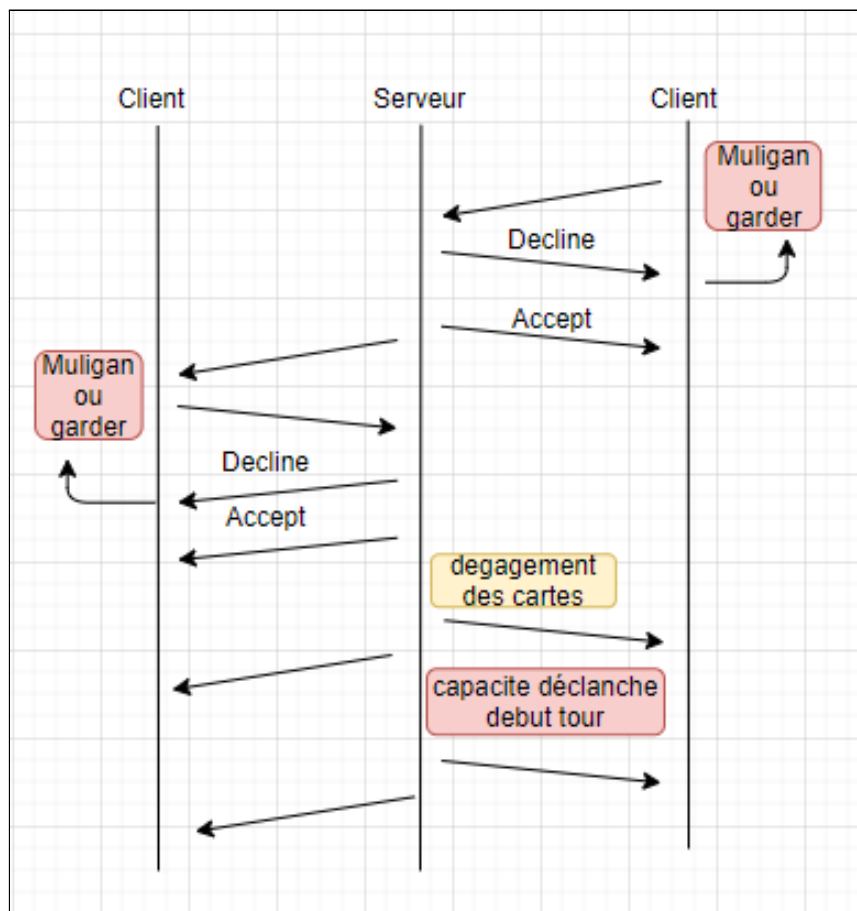 Client
Serveur
Client
Muligan
ou
garder
Decline
Accept
Muligan
ou
garder
Decline
Accept
degagement
des cartes
capacite déclanche
debut tour